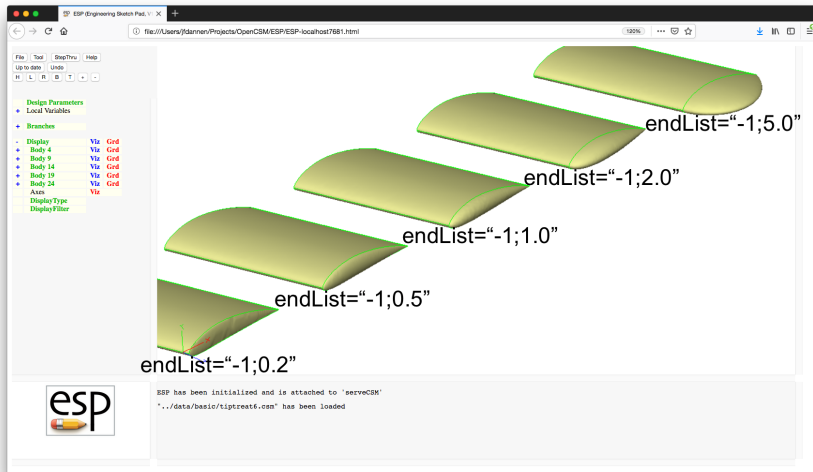 ESP (Engineering Sketch Pad, V1
file:///Users/jfdannen/Projects/OpenCSM/ESP/ESP-localhost7681.html
120%
File Tool StepThru Help
Up to date Undo
H L R B T + -
Design Parameters
+ Local Variables
+ Branches
- Display Viz Grd
+ Body 4 Viz Grd
+ Body 9 Viz Grd
+ Body 14 Viz Grd
+ Body 19 Viz Grd
+ Body 24 Viz Grd
Axes Viz
DisplayType
DisplayFilter
endList=“-1;5.0”
endList=“-1;2.0”
endList=“-1;1.0”
endList=“-1;0.5”
endList=“-1;0.2”
esp
ESP has been initialized and is attached to 'serveCSM'
"../data/basic/tiptreat6.csm" has been loaded